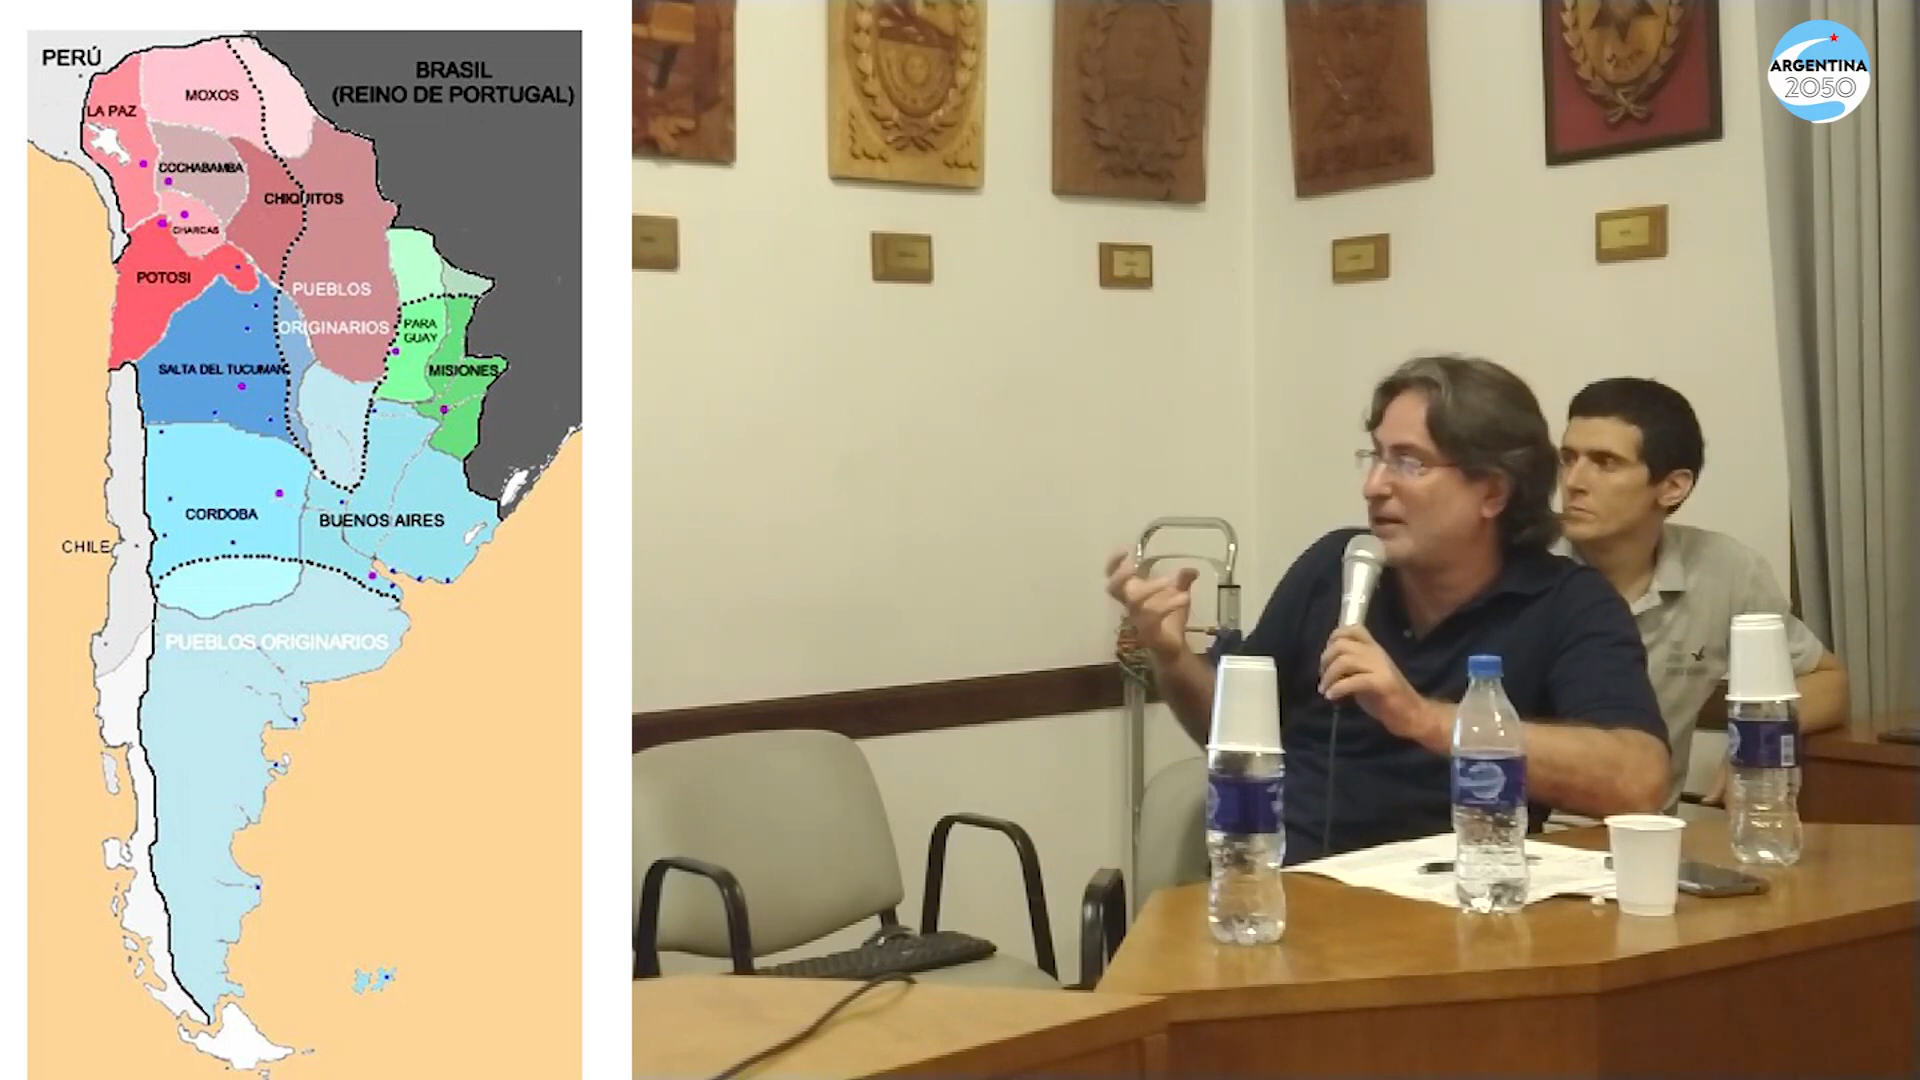 PERÚ
BRASIL
(REINO DE PORTUGAL)
LA PAZ
MOXOS
COCHABAMBA
CHIQUITOS
CHARCAS
POTOSI
PUEBLOS
ORIGINARIOS
PARA
GUAY
SALTA DEL TUCUMAN
MISIONES
CORDOBA
BUENOS AIRES
CHILE
PUEBLOS ORIGINARIOS
ARGENTINA
2050